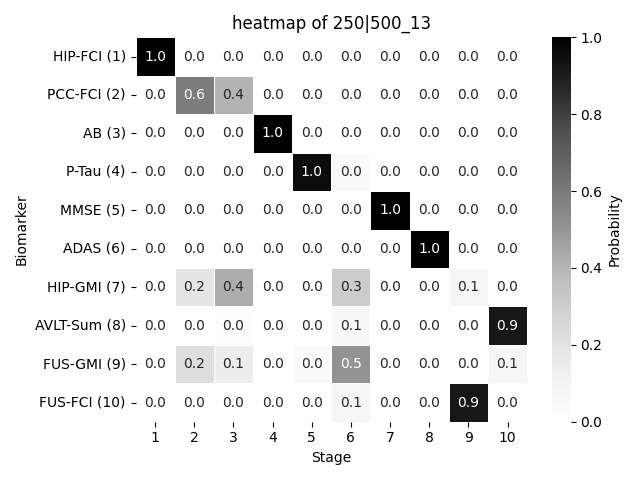 heatmap of 250|500_13
HIP-FCI (1) 1.0 0.0 0.0 0.0 0.0 0.0 0.0 0.0 0.0 0.0
PCC-FCI (2) 0.0 0.6 0.4 0.0 0.0 0.0 0.0 0.0 0.0 0.0
AB (3) 0.0 0.0 0.0 1.0 0.0 0.0 0.0 0.0 0.0 0.0
P-Tau (4) 0.0 0.0 0.0 0.0 1.0 0.0 0.0 0.0 0.0 0.0
MMSE (5) 0.0 0.0 0.0 0.0 0.0 0.0 1.0 0.0 0.0 0.0
ADAS (6) 0.0 0.0 0.0 0.0 0.0 0.0 0.0 1.0 0.0 0.0
HIP-GMI (7) 0.0 0.2 0.4 0.0 0.0 0.3 0.0 0.0 0.1 0.0
AVLT-Sum (8) 0.0 0.0 0.0 0.0 0.0 0.1 0.0 0.0 0.0 0.9
FUS-GMI (9) 0.0 0.2 0.1 0.0 0.0 0.5 0.0 0.0 0.0 0.1
FUS-FCI (10) 0.0 0.0 0.0 0.0 0.0 0.1 0.0 0.0 0.9 0.0
1 2 3 4 5 6 7 8 9 10
Stage
Biomarker
1.0
0.8
0.6
0.4
0.2
0.0
Probability